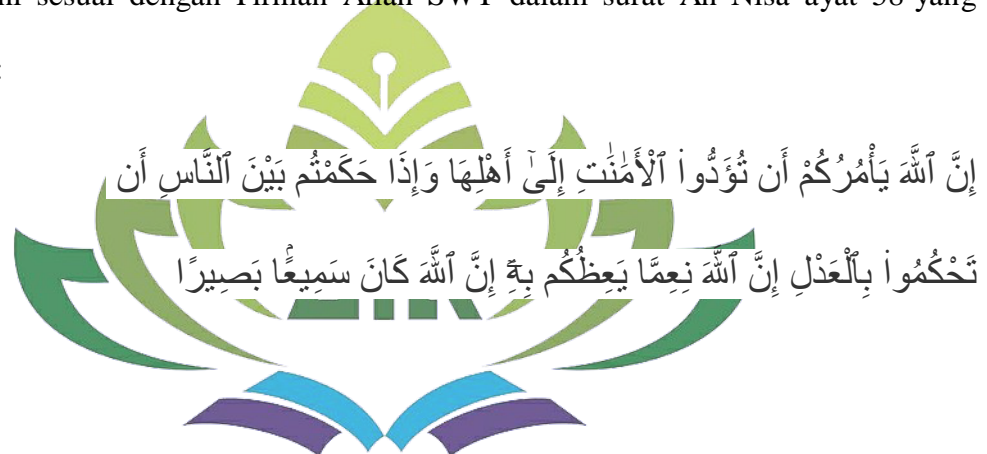 sesuai dengan Firman Allah SWT dalam surat An Nisa ayat 58 yang
:
إِنَّ ٱللَّهَ يَأْمُرُكُمْ أَن تُؤَدُّواْ ٱلْأَمَٰنَٰتِ إِلَىٰٓ أَهْلِهَا وَإِذَا حَكَمْتُم بَيْنَ ٱلنَّاسِ أَن
تَحْكُمُواْ بِٱلْعَدْلِ إِنَّ ٱللَّهَ نِعِمَّا يَعِظُكُم بِهِۦٓ إِنَّ ٱللَّهَ كَانَ سَمِيعًۢا بَصِيرًا